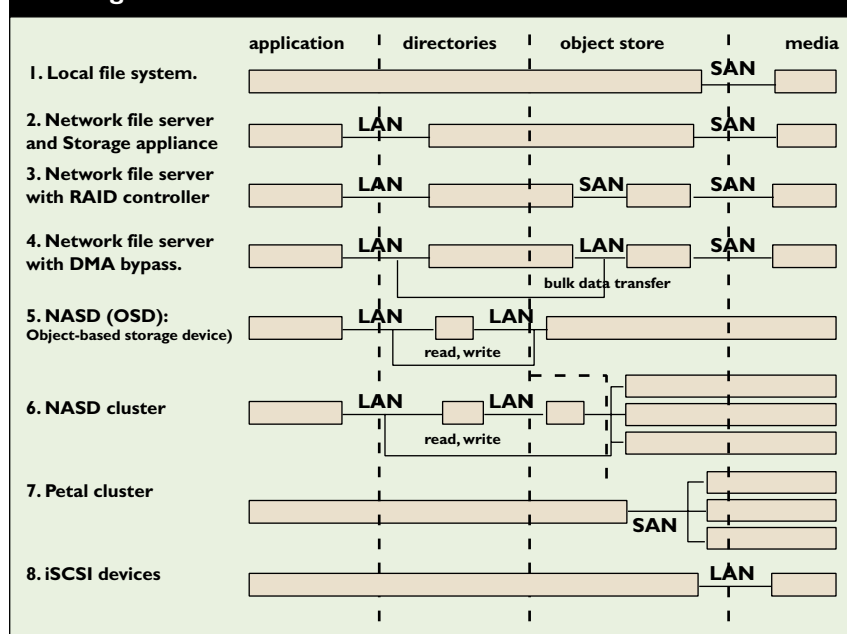 application directories object store media
1. Local file system. SAN
2. Network file server
and Storage appliance
LAN SAN
3. Network file server
with RAID controller
LAN SAN SAN
4. Network file server
with DMA bypass.
LAN LAN SAN
bulk data transfer
5. NASD (OSD):
Object-based storage device)
LAN LAN
read, write
6. NASD cluster
LAN LAN
read, write
7. Petal cluster
SAN
8. iSCSI devices LAN